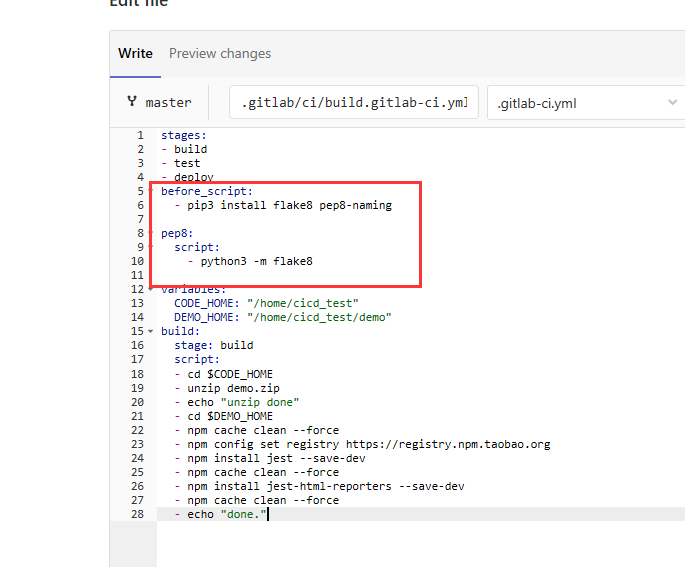 Edit file
Write Preview changes
master .gitlab/ci/build.gitlab-ci.yml .gitlab-ci.yml
1 stages:
2 - build
3 - test
4 - deploy
5 before_script:
6 - pip3 install flake8 pep8-naming
7
8 pep8:
9 script:
10 - python3 -m flake8
11
12 variables:
13 CODE_HOME: "/home/cicd_test"
14 DEMO_HOME: "/home/cicd_test/demo"
15 build:
16 stage: build
17 script:
18 - cd $CODE_HOME
19 - unzip demo.zip
20 - echo "unzip done"
21 - cd $DEMO_HOME
22 - npm cache clean --force
23 - npm config set registry https://registry.npm.taobao.org
24 - npm install jest --save-dev
25 - npm cache clean --force
26 - npm install jest-html-reporters --save-dev
27 - npm cache clean --force
28 - echo "done."